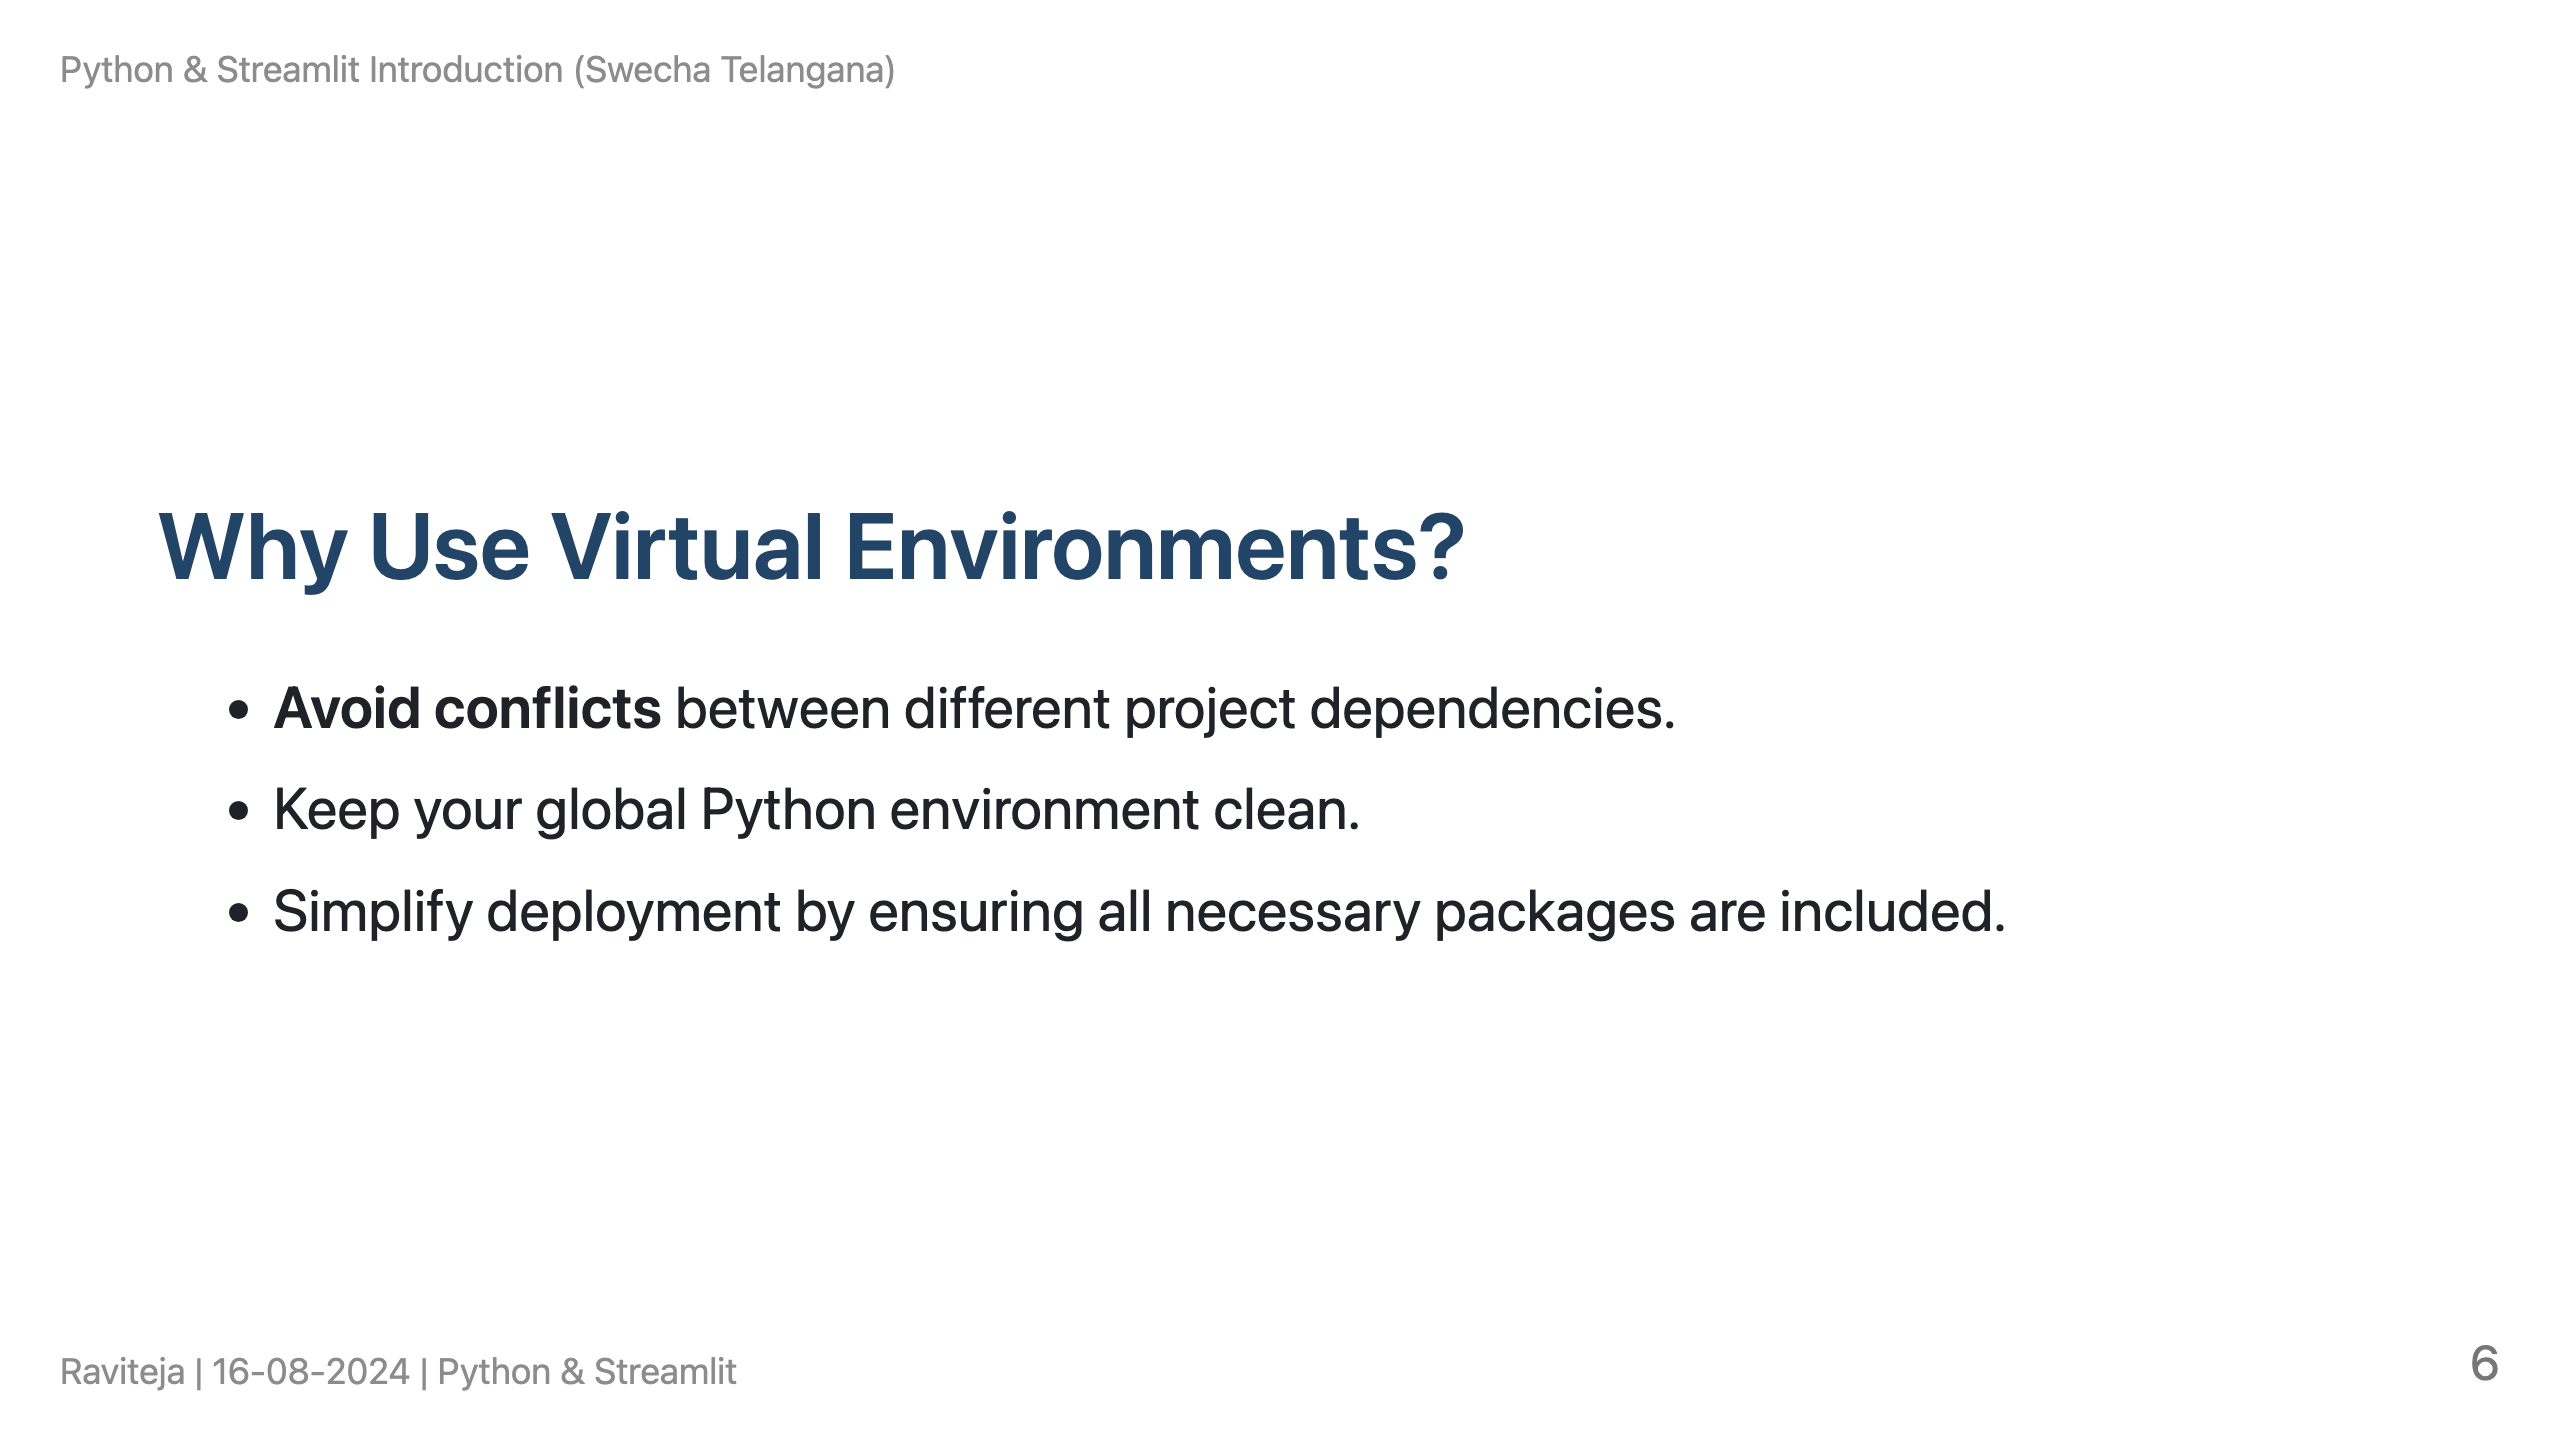 Python & Streamlit Introduction (Swecha Telangana)
Why Use Virtual Environments?
• Avoid conflicts between different project dependencies.
• Keep your global Python environment clean.
• Simplify deployment by ensuring all necessary packages are included.
Raviteja | 16-08-2024 | Python & Streamlit
6